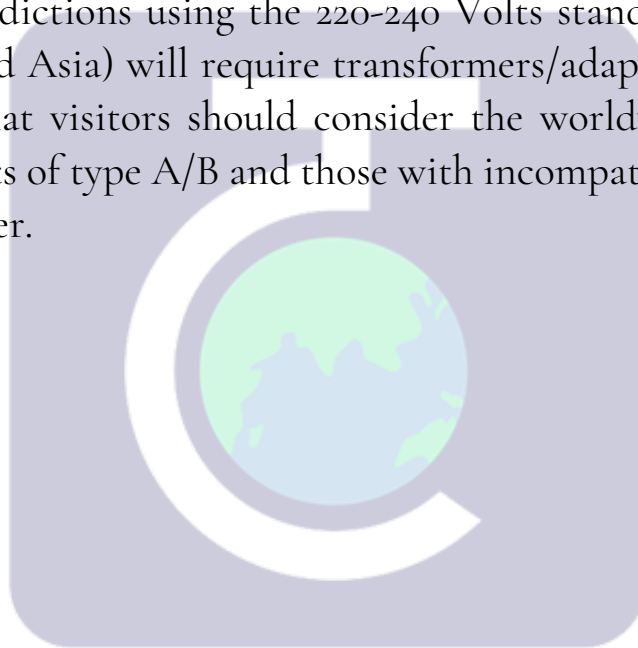 dictions using the 220-240 Volts stand
d Asia) will require transformers/adap
at visitors should consider the world
s of type A/B and those with incompat
er.